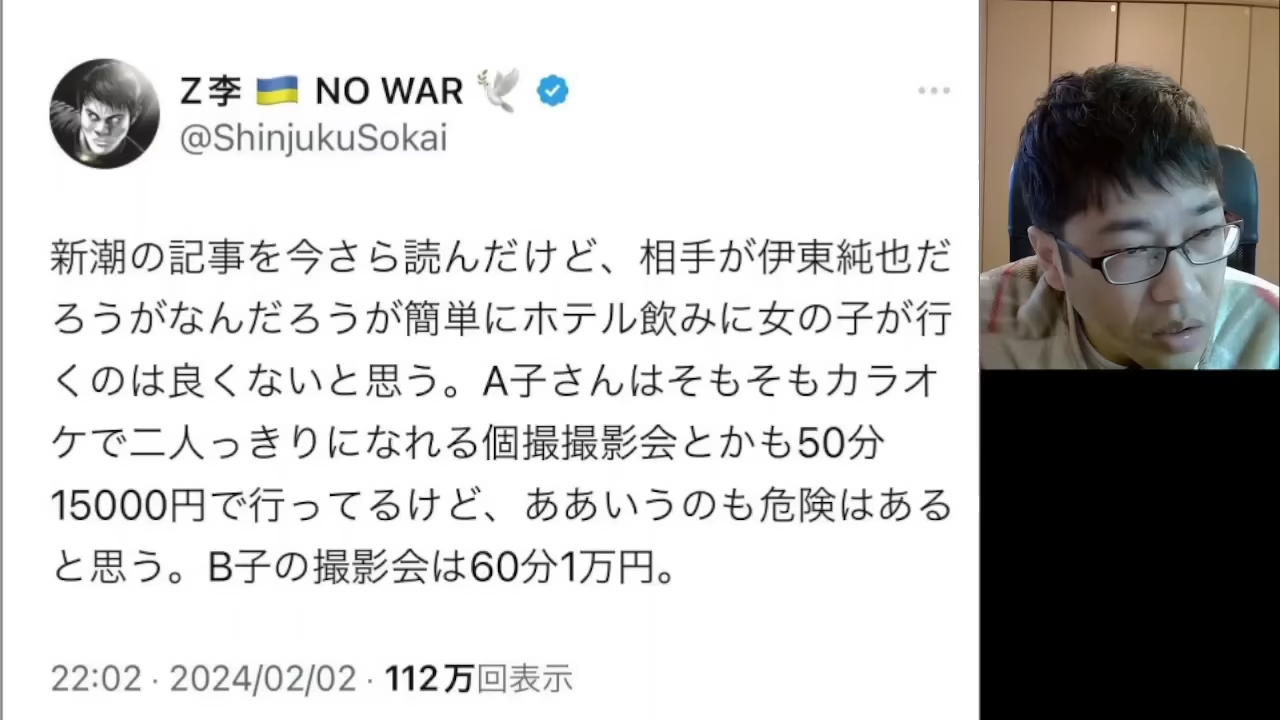 Z李 🇺🇦 NO WAR 🕊
@ShinjukuSokai
新潮の記事を今さら読んだけど、相手が伊東純也だ
ろうがなんだろうが簡単にホテル飲みに女の子が行
くのは良くないと思う。A子さんはそもそもカラオ
ケで二人っきりになれる個撮撮影会とかも50分
15000円で行ってるけど、ああいうのも危険はある
と思う。B子の撮影会は60分1万円。
22:02 · 2024/02/02 · 112万回表示